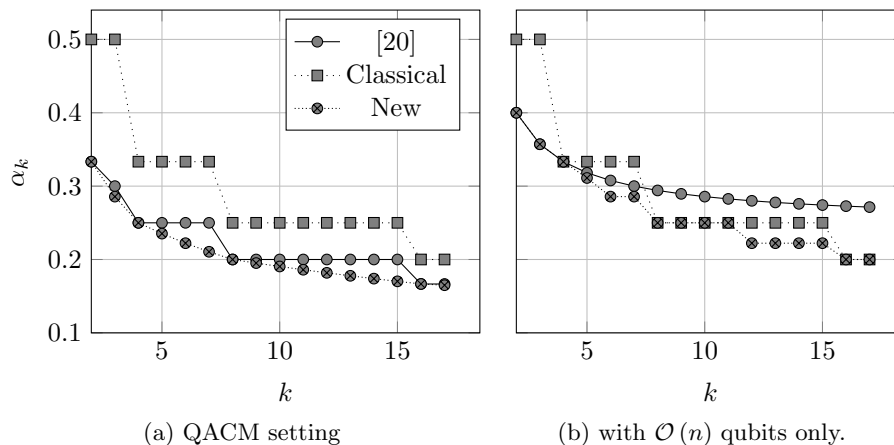 0.5
0.4
0.3
0.2
0.1
α_k
[20]
Classical
New
5 10 15
5 10 15
k
k
(a) QACM setting
(b) with 𝒪 (n) qubits only.